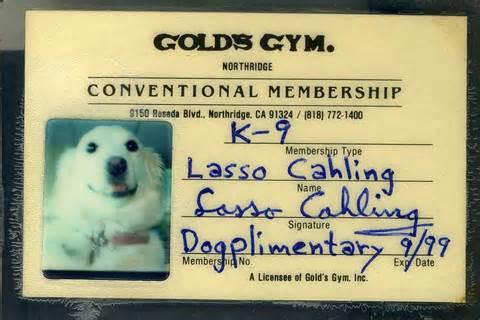 GOLD'S GYM.
NORTHRIDGE
CONVENTIONAL MEMBERSHIP
9150 Reseda Blvd., Northridge, CA 91324 / (818) 772-1400
K-9
Membership Type
Lasso Cahling
Name
Lasso Cahling
Signature
Dogplimentary 9/99
Membership No. Exp Date
A Licensee of Gold's Gym, Inc.